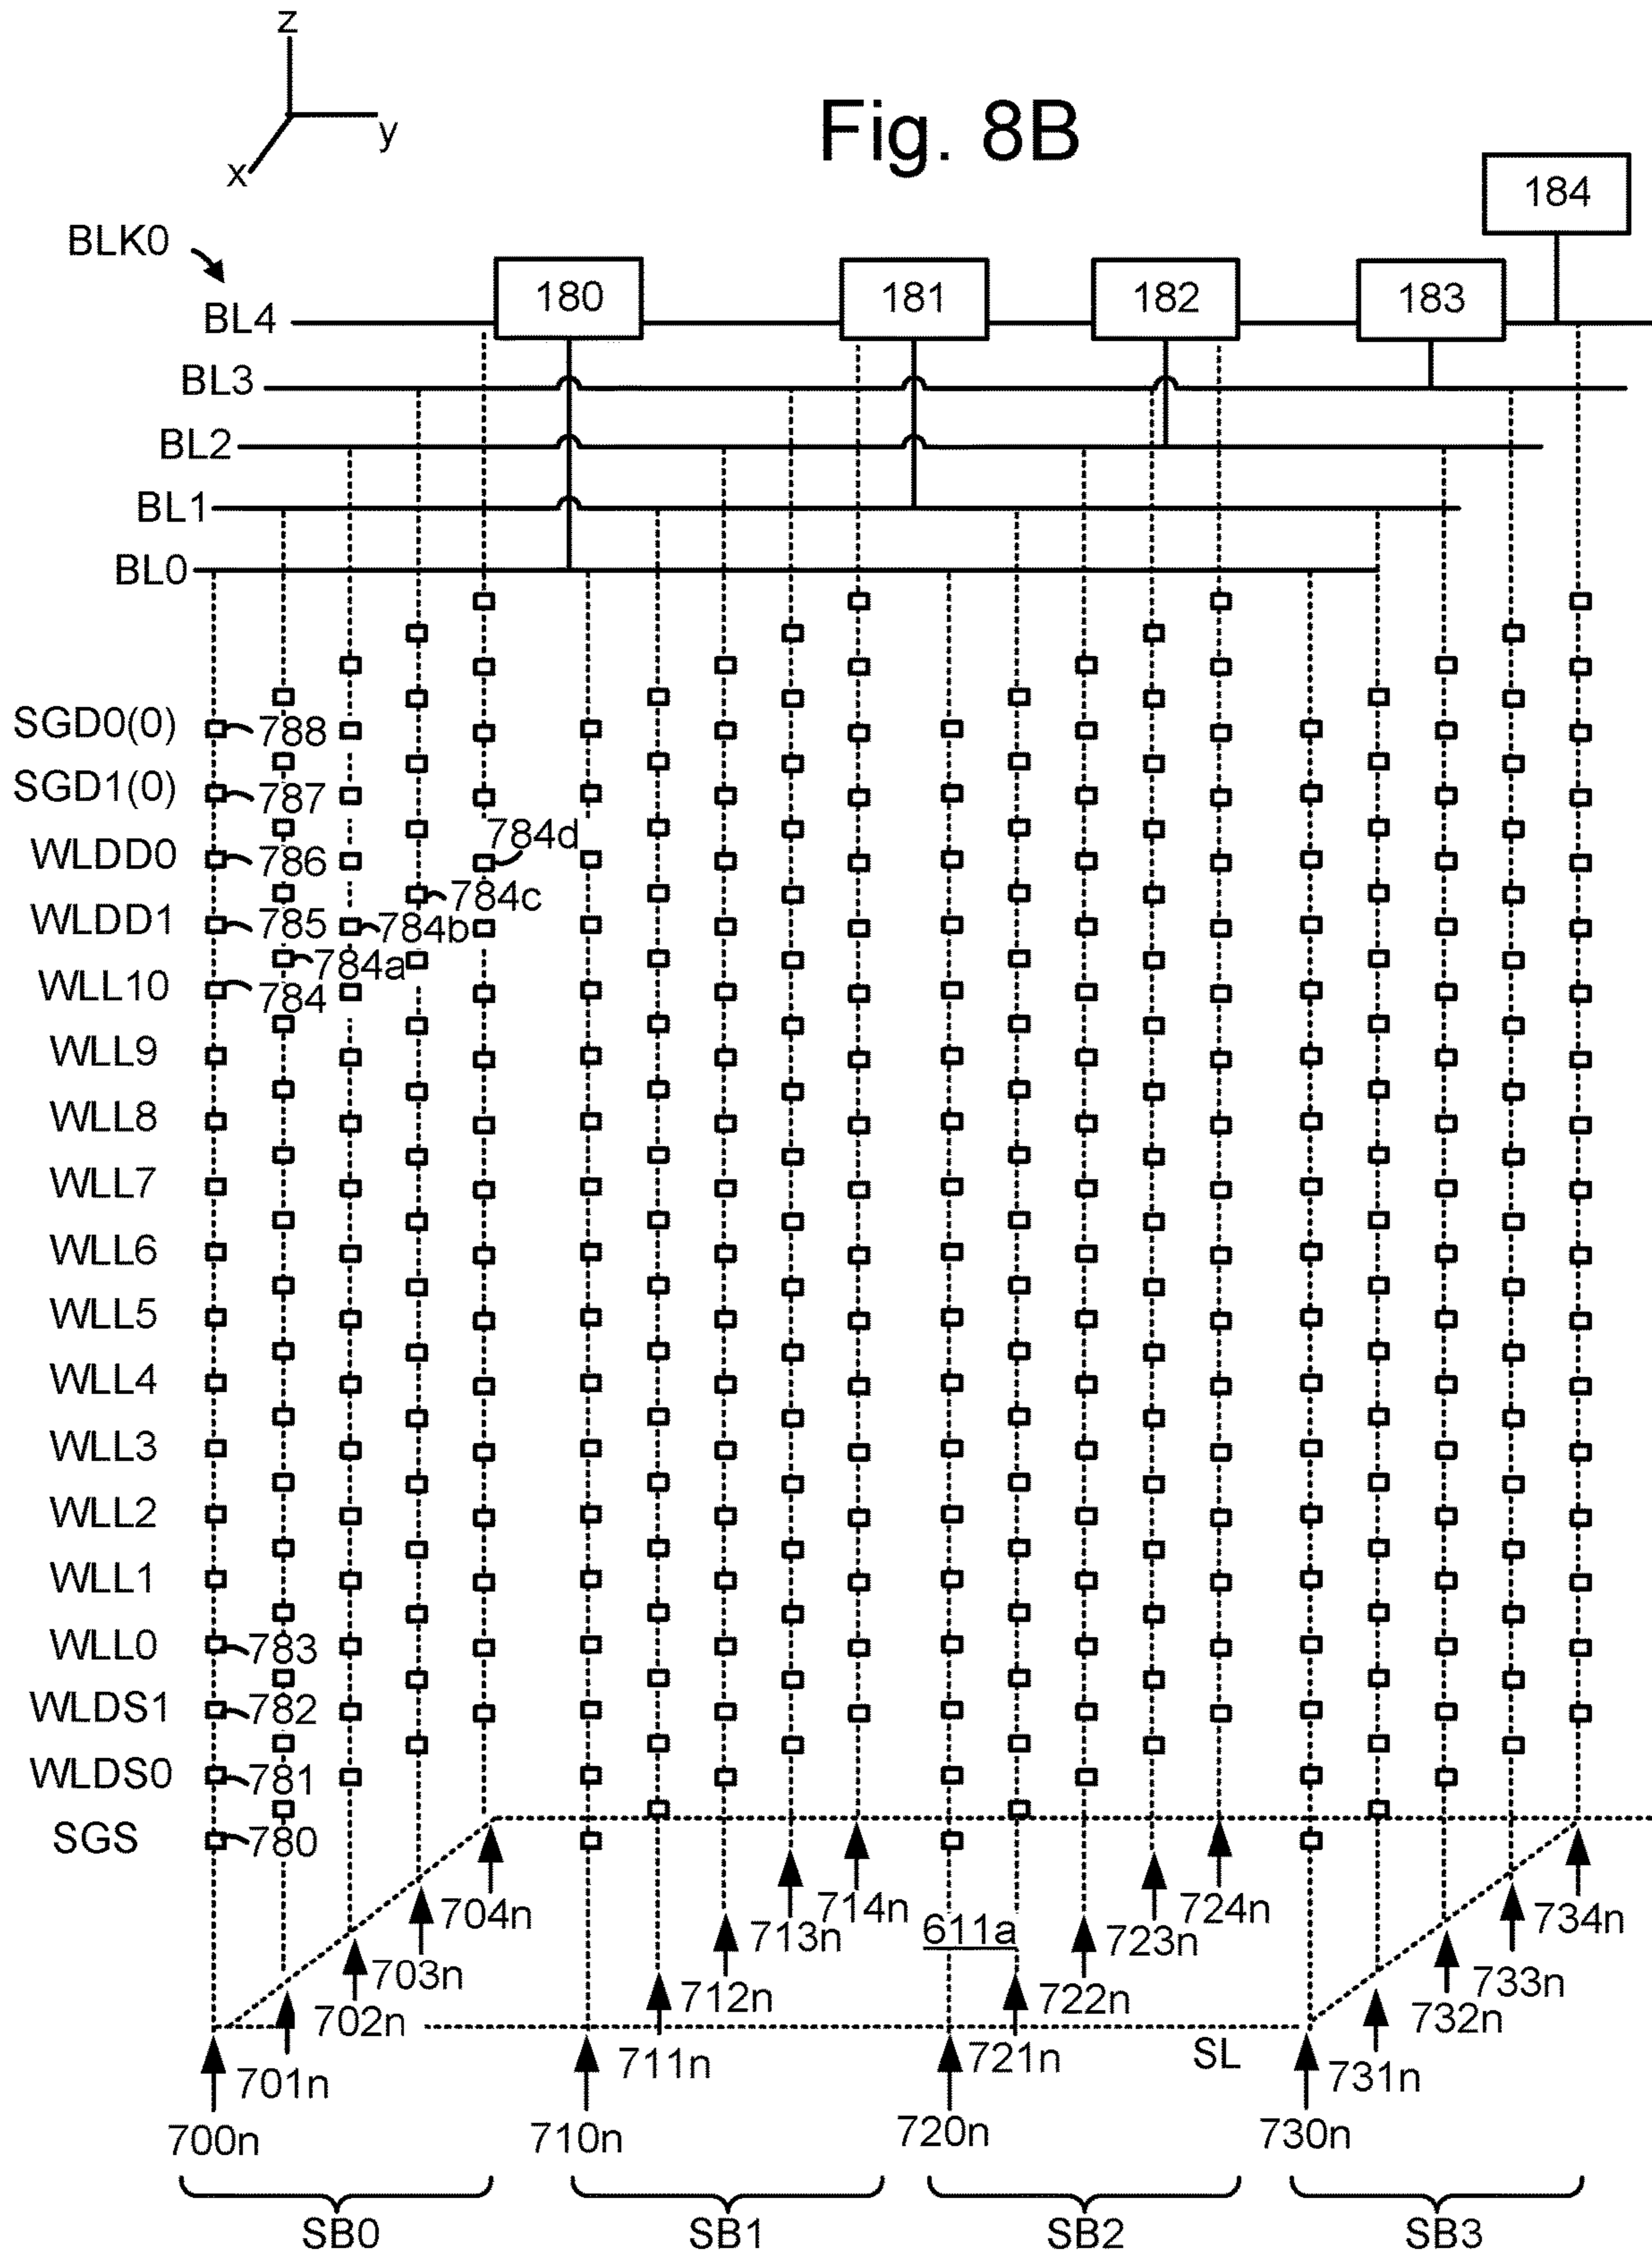 z
y
x
Fig. 8B
184
BLK0
180
181
182
183
BL4
BL3
BL2
BL1
BL0
SGD0(0)
788
SGD1(0)
787
WLDD0
786
784d
784c
WLDD1
785
784b
784a
WLL10
784
WLL9
WLL8
WLL7
WLL6
WLL5
WLL4
WLL3
WLL2
WLL1
WLL0
783
WLDS1
782
WLDS0
781
SGS
780
704n
714n
724n
734n
703n
713n
611a
723n
733n
702n
712n
722n
732n
701n
711n
721n
SL
731n
700n
710n
720n
730n
SB0
SB1
SB2
SB3